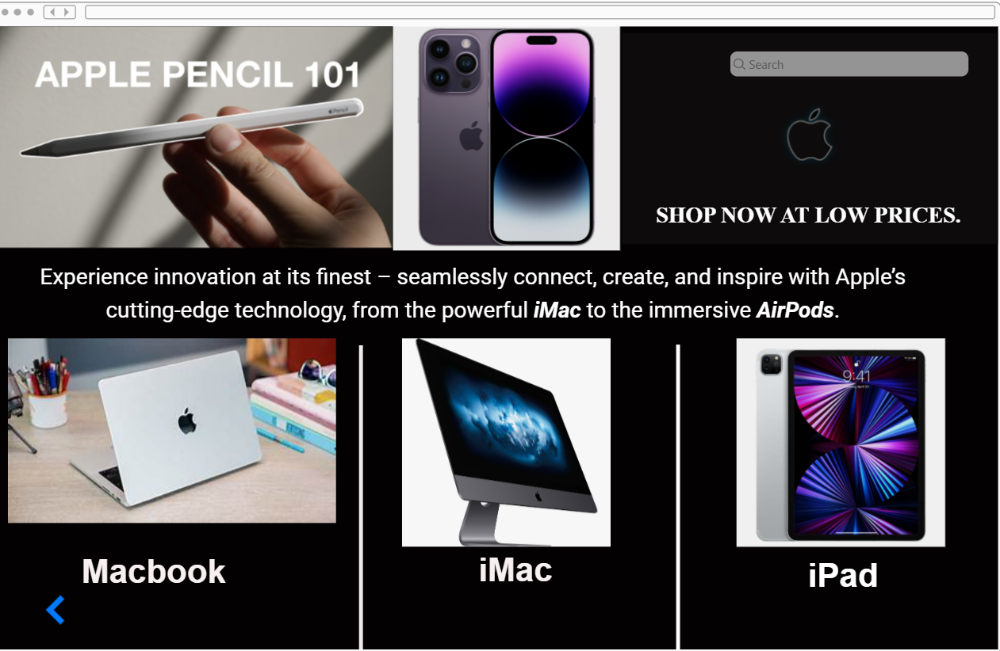 APPLE PENCIL 101
Pencil
Search
SHOP NOW AT LOW PRICES.
Experience innovation at its finest – seamlessly connect, create, and inspire with Apple’s
cutting-edge technology, from the powerful iMac to the immersive AirPods.
9:41
Macbook
iMac
iPad